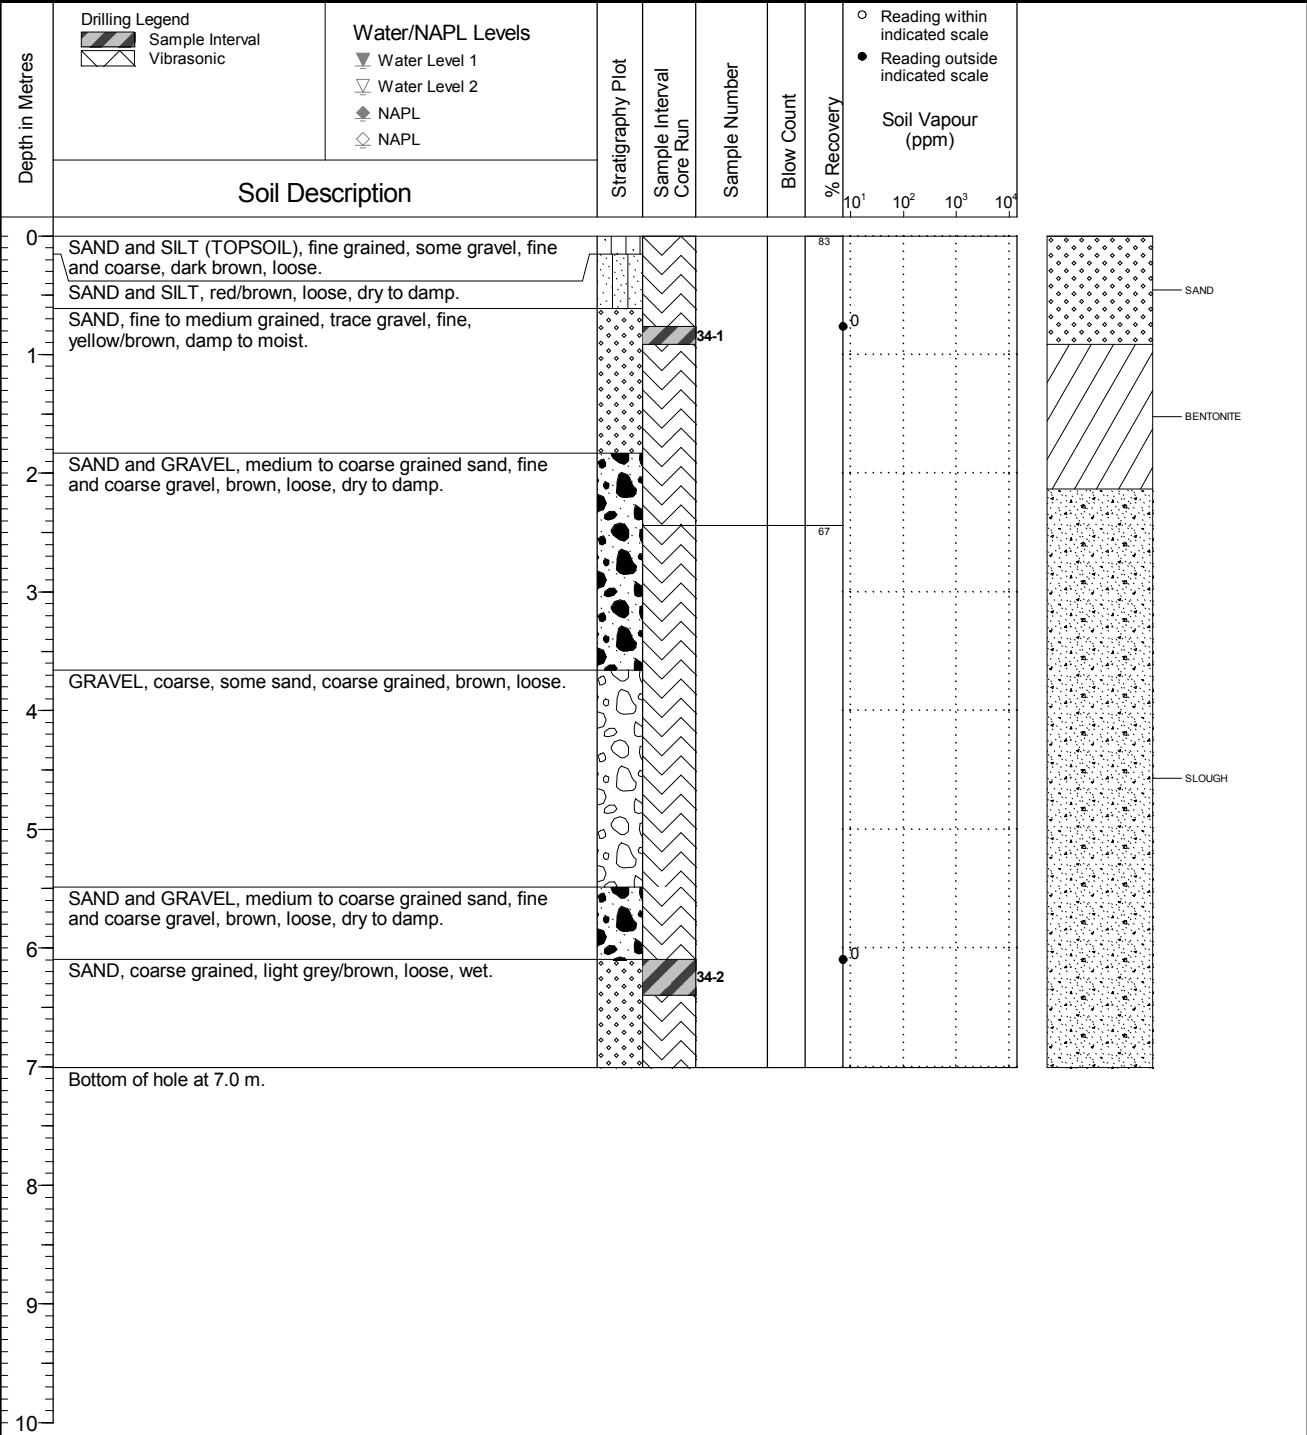 Drilling Legend
Sample Interval
Vibrasonic
Water/NAPL Levels
Water Level 1
Water Level 2
NAPL
NAPL
Depth in Metres
Soil Description
Stratigraphy Plot
Sample Interval
Core Run
Sample Number
Blow Count
% Recovery
Reading within
indicated scale
Reading outside
indicated scale
Soil Vapour
(ppm)
10¹ 10² 10³ 10⁴
0
SAND and SILT (TOPSOIL), fine grained, some gravel, fine
and coarse, dark brown, loose.
83
SAND and SILT, red/brown, loose, dry to damp.
SAND
SAND, fine to medium grained, trace gravel, fine,
yellow/brown, damp to moist.
34-1
0
1
BENTONITE
SAND and GRAVEL, medium to coarse grained sand, fine
and coarse gravel, brown, loose, dry to damp.
2
67
3
GRAVEL, coarse, some sand, coarse grained, brown, loose.
4
SLOUGH
5
SAND and GRAVEL, medium to coarse grained sand, fine
and coarse gravel, brown, loose, dry to damp.
6
0
SAND, coarse grained, light grey/brown, loose, wet.
34-2
7
Bottom of hole at 7.0 m.
8
9
10